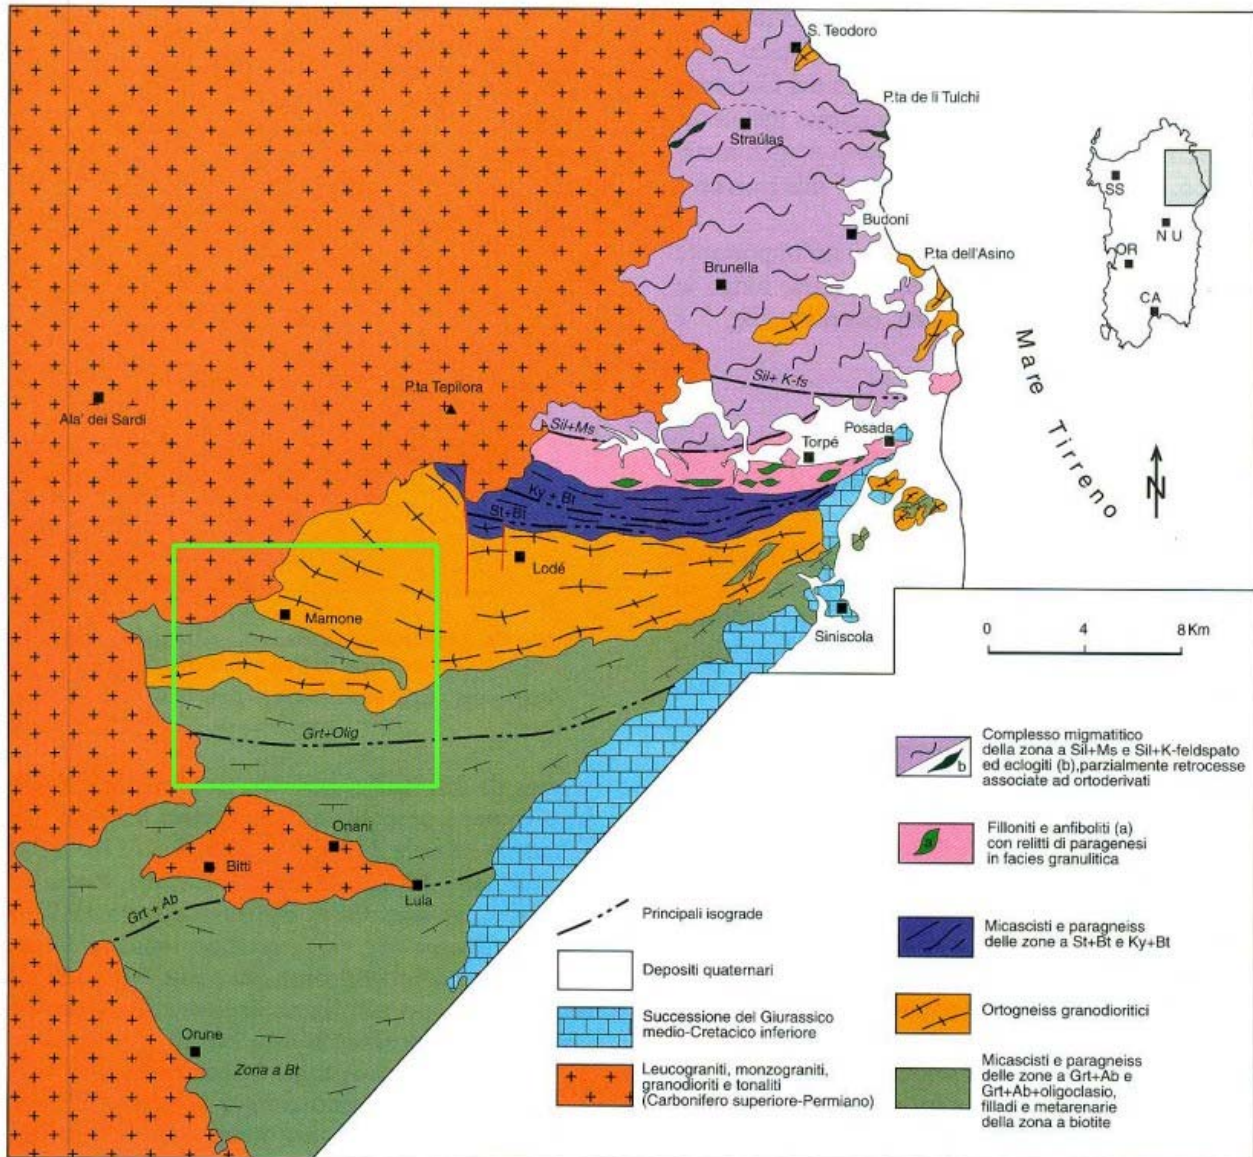 S. Teodoro
P.ta de li Tulchi
Straúlas
Budoni
P.ta dell'Asino
Brunella
Sil+ K-fs
Mare Tirreno
SS
NU
OR
CA
P.ta Tepilora
Ala' dei Sardi
Sil+Ms
Posada
Torpé
Ky + Bt
St+Bt
Lodé
N
Mamone
Siniscola
0 4 8 Km
Grt+Olig
Onani
Bitti
Lula
Grt + Ab
Orune
Zona a Bt
Principali isograde
Depositi quaternari
Successione del Giurassico
medio-Cretacico inferiore
Leucograniti, monzograniti,
granodioriti e tonaliti
(Carbonifero superiore-Permiano)
b
Complesso migmatitico
della zona a Sil+Ms e Sil+K-feldspato
ed eclogiti (b),parzialmente retrocesse
associate ad ortoderivati
a
Filloniti e anfiboliti (a)
con relitti di paragenesi
in facies granulitica
Micascisti e paragneiss
delle zone a St+Bt e Ky+Bt
Ortogneiss granodioritici
Micascisti e paragneiss
delle zone a Grt+Ab e
Grt+Ab+oligoclasio,
filladi e metarenarie
della zona a biotite